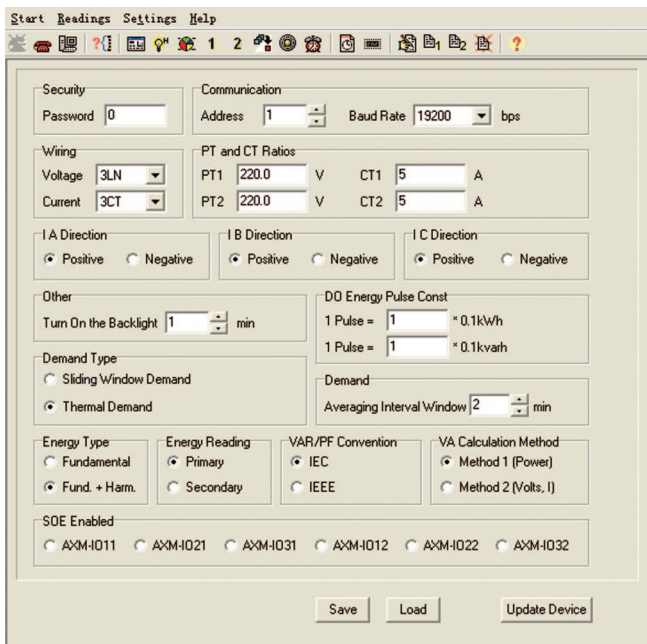 Start Readings Settings Help
1 2
Security
Password 0
Communication
Address 1 Baud Rate 19200 bps
Wiring
Voltage 3LN
Current 3CT
PT and CT Ratios
PT1 220.0 V CT1 5 A
PT2 220.0 V CT2 5 A
I A Direction
Positive Negative
I B Direction
Positive Negative
I C Direction
Positive Negative
Other
Turn On the Backlight 1 min
DO Energy Pulse Const
1 Pulse = 1 * 0.1kWh
1 Pulse = 1 * 0.1kvarh
Demand Type
Sliding Window Demand
Thermal Demand
Demand
Averaging Interval Window 2 min
Energy Type
Fundamental
Fund. + Harm.
Energy Reading
Primary
Secondary
VAR/PF Convention
IEC
IEEE
VA Calculation Method
Method 1 (Power)
Method 2 (Volts, I)
SOE Enabled
AXM-IO11 AXM-IO21 AXM-IO31 AXM-IO12 AXM-IO22 AXM-IO32
Save Load Update Device